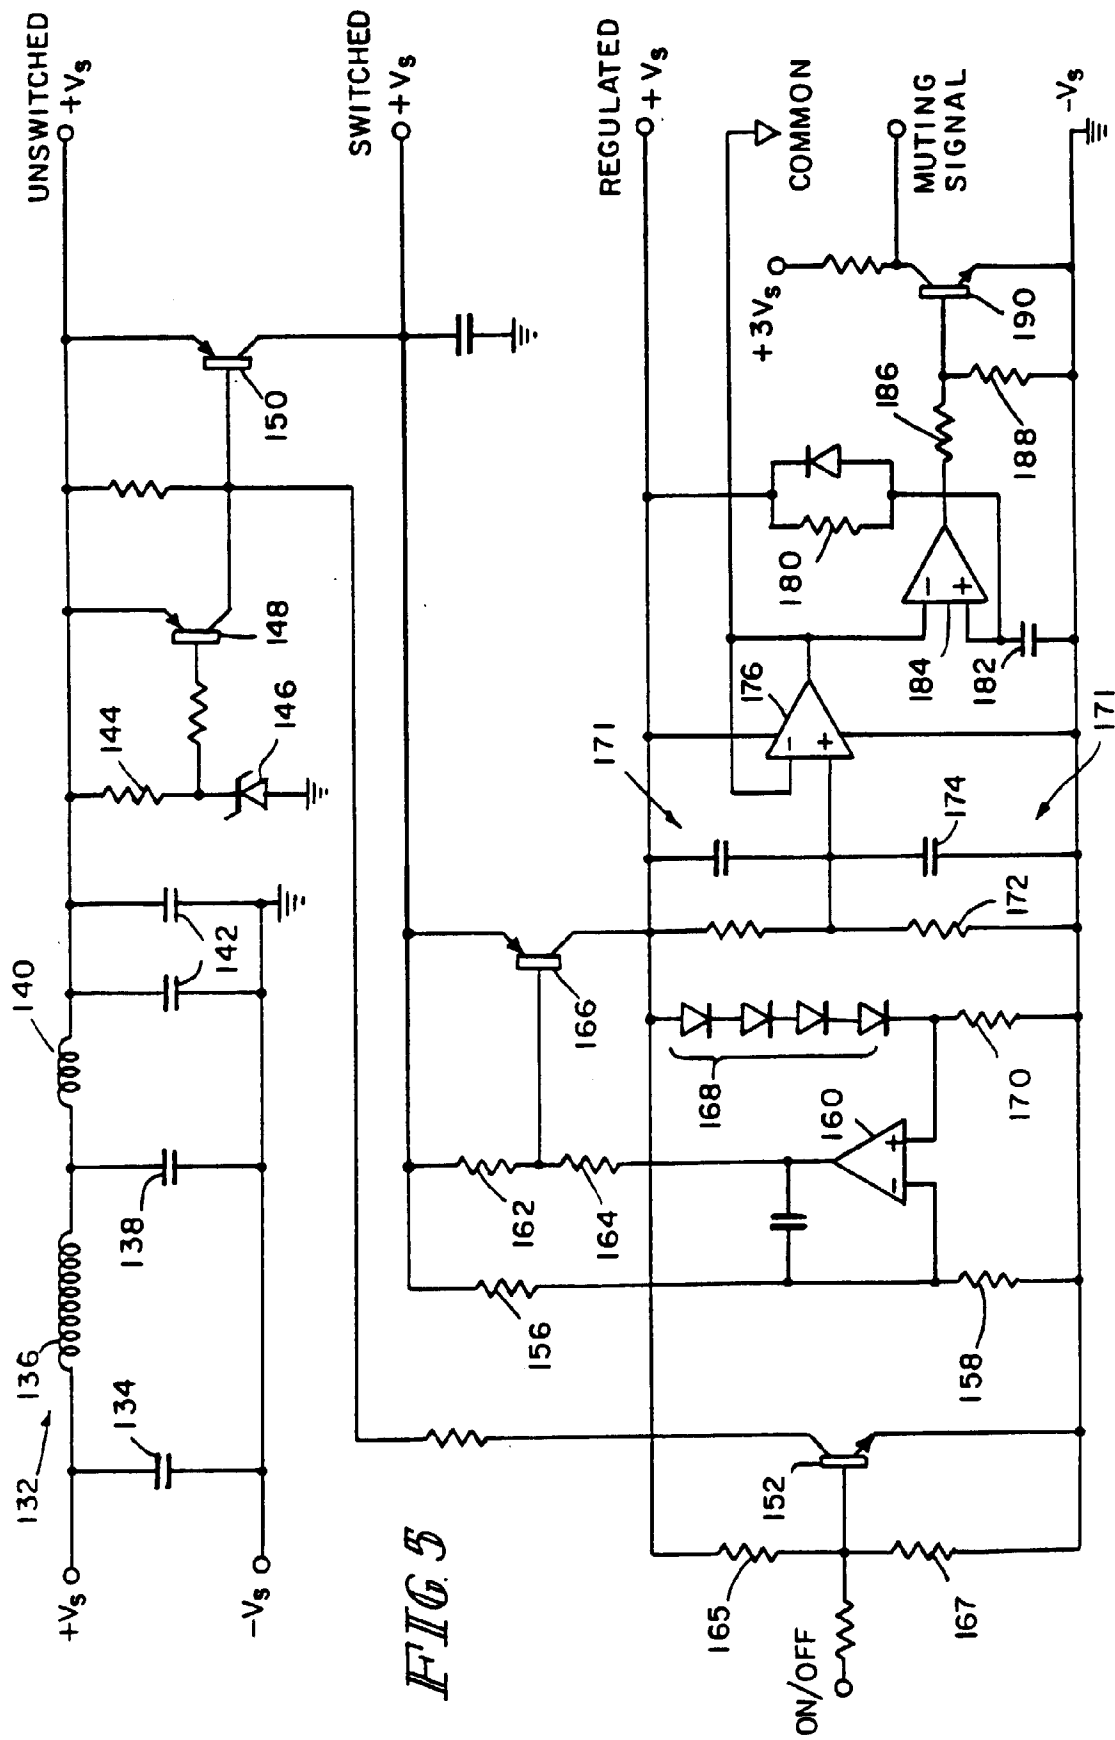 UNSWITCHED
+Vs
140
136
132
134
138
142
144
146
148
150
+Vs
-Vs
SWITCHED
+Vs
FIG. 5
156
162
164
166
REGULATED
+Vs
COMMON
+3Vs
MUTING
SIGNAL
171
176
180
186
168
160
-
+
-
+
-
+
165
152
158
167
170
172
174
171
182
184
188
190
ON/OFF
-Vs